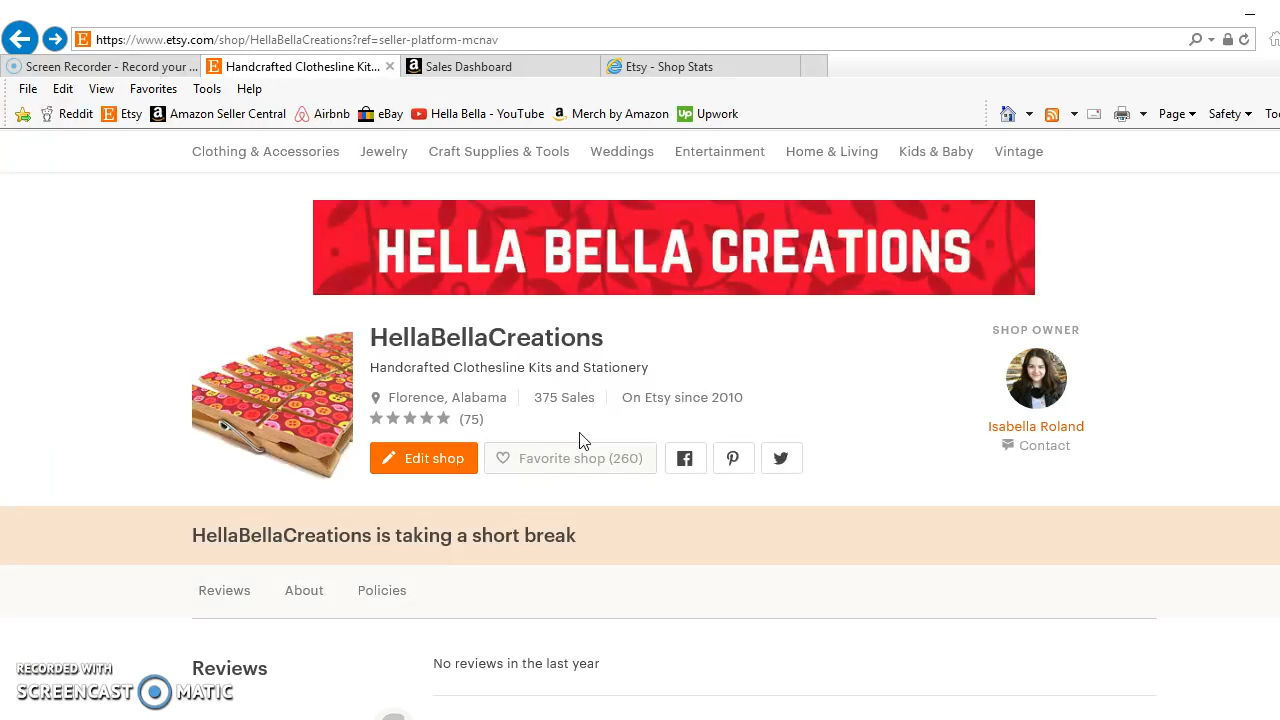 https://www.etsy.com/shop/HellaBellaCreations?ref=seller-platform-mcnav
Screen Recorder - Record your ...
Handcrafted Clothesline Kit...
Sales Dashboard
Etsy - Shop Stats
File Edit View Favorites Tools Help
Reddit Etsy Amazon Seller Central Airbnb eBay Hella Bella - YouTube Merch by Amazon Up Upwork Page Safety Too
Clothing & Accessories Jewelry Craft Supplies & Tools Weddings Entertainment Home & Living Kids & Baby Vintage
HELLA BELLA CREATIONS
HellaBellaCreations
Handcrafted Clothesline Kits and Stationery
Florence, Alabama 375 Sales On Etsy since 2010
(75)
Edit shop Favorite shop (260)
SHOP OWNER
Isabella Roland
Contact
HellaBellaCreations is taking a short break
Reviews About Policies
Reviews
No reviews in the last year
RECORDED WITH
SCREENCAST MATIC